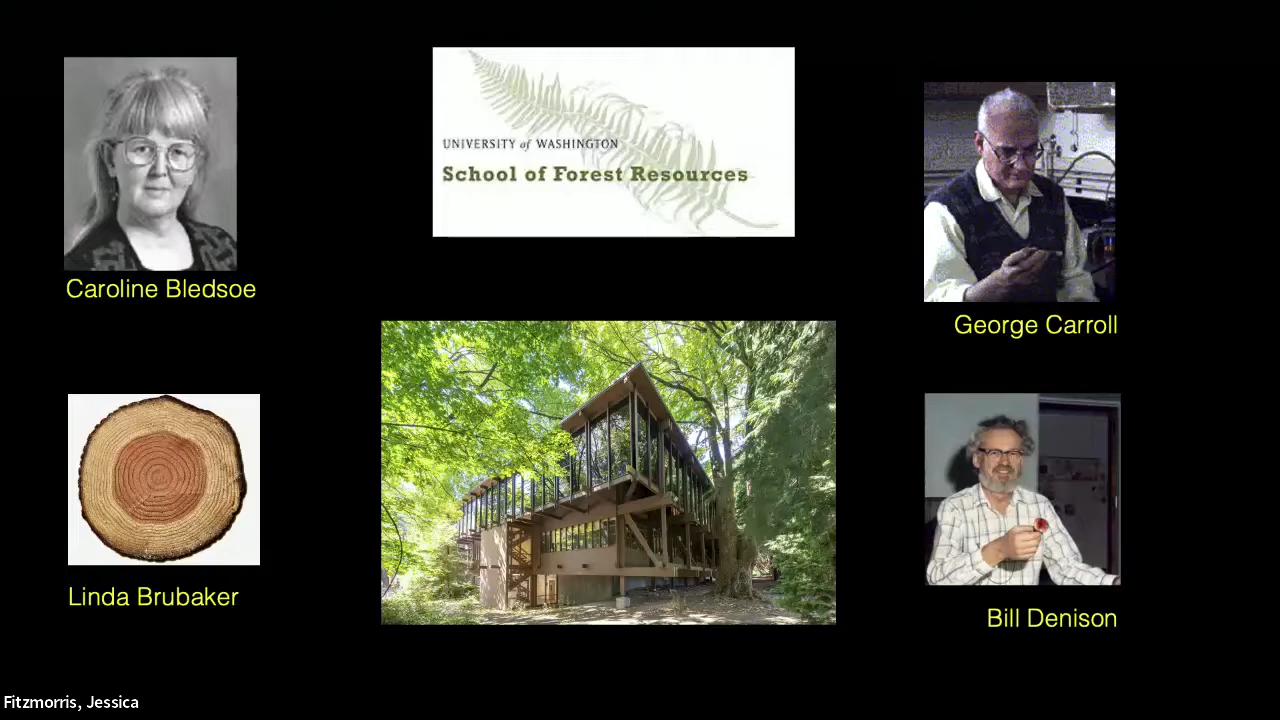 UNIVERSITY of WASHINGTON
School of Forest Resources
Caroline Bledsoe
George Carroll
Linda Brubaker
Bill Denison
Fitzmorris, Jessica